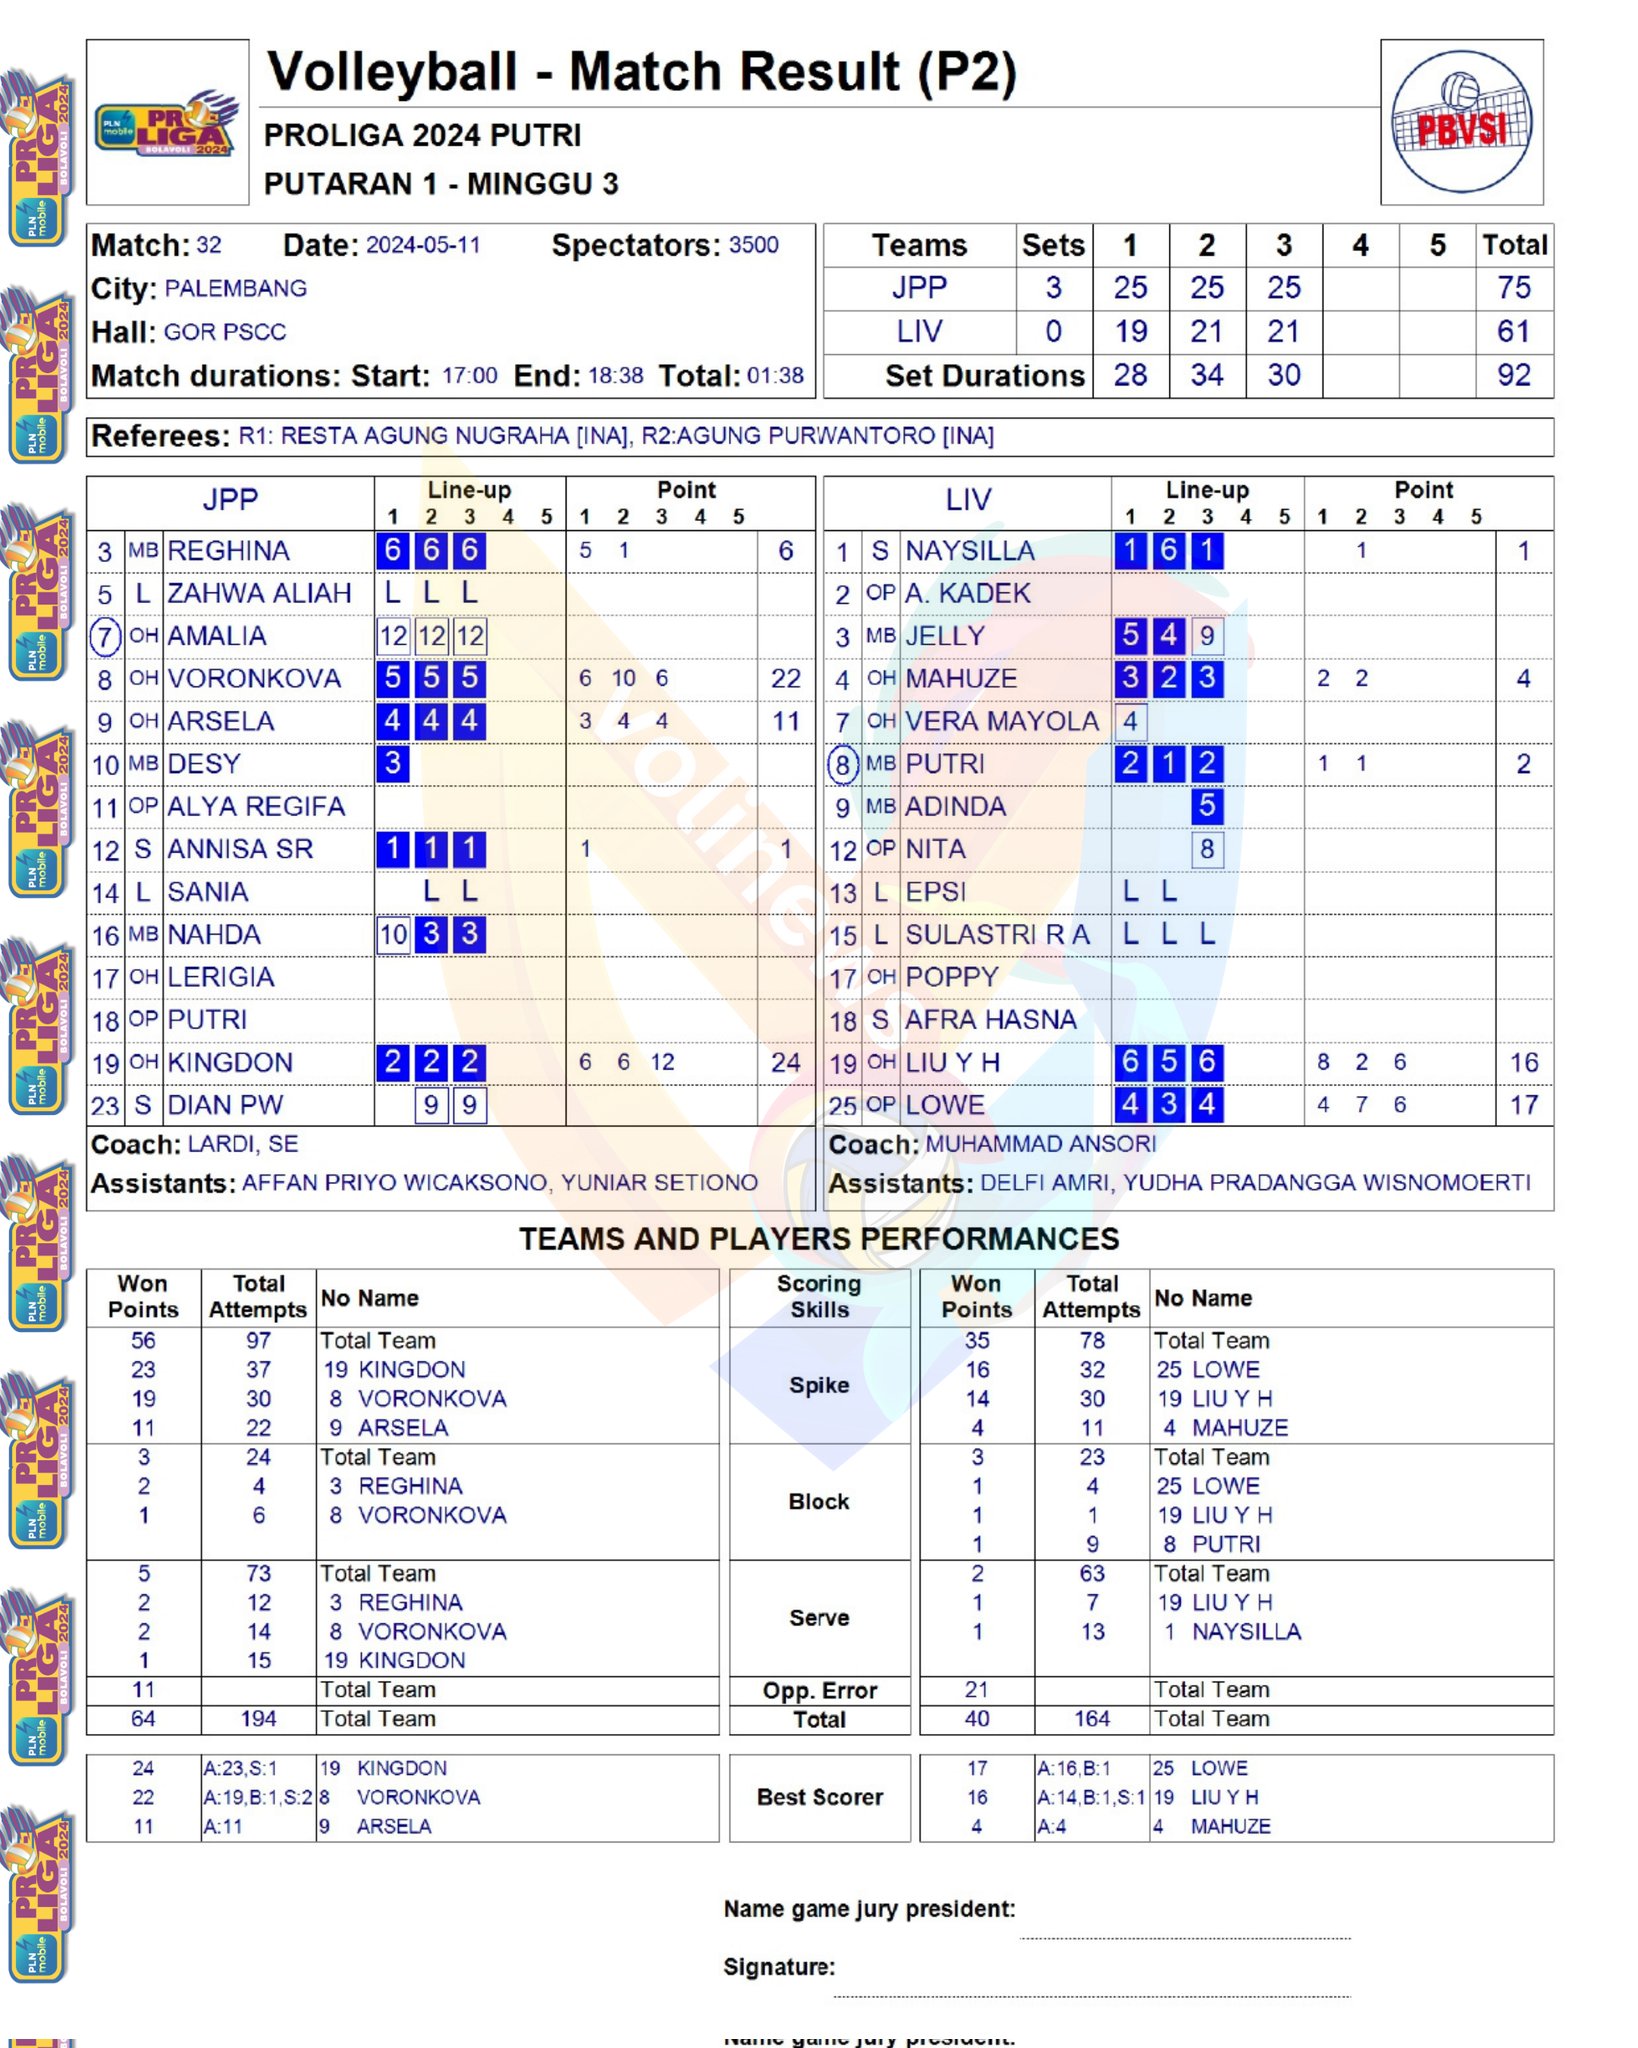 Volleyball - Match Result (P2)
PROLIGA 2024 PUTRI
PUTARAN 1 - MINGGU 3
PLN mobile PROLIGA BOLAVOLI 2024
PBVSI
Match: 32 Date: 2024-05-11 Spectators: 3500
City: PALEMBANG
Hall: GOR PSCC
Match durations: Start: 17:00 End: 18:38 Total: 01:38
Teams Sets 1 2 3 4 5 Total
JPP 3 25 25 25 75
LIV 0 19 21 21 61
Set Durations 28 34 30 92
Referees: R1: RESTA AGUNG NUGRAHA [INA], R2:AGUNG PURWANTORO [INA]
JPP Line-up Point
1 2 3 4 5 1 2 3 4 5
3 MB REGHINA 6 6 6 5 1 6
5 L ZAHWA ALIAH L L L
7 OH AMALIA 12 12 12
8 OH VORONKOVA 5 5 5 6 10 6 22
9 OH ARSELA 4 4 4 3 4 4 11
10 MB DESY 3
11 OP ALYA REGIFA
12 S ANNISA SR 1 1 1 1 1
14 L SANIA L L
16 MB NAHDA 10 3 3
17 OH LERIGIA
18 OP PUTRI
19 OH KINGDON 2 2 2 6 6 12 24
23 S DIAN PW 9 9
Coach: LARDI, SE
Assistants: AFFAN PRIYO WICAKSONO, YUNIAR SETIONO
LIV Line-up Point
1 2 3 4 5 1 2 3 4 5
1 S NAYSILLA 1 6 1 1 1
2 OP A. KADEK
3 MB JELLY 5 4 9
4 OH MAHUZE 3 2 3 2 2 4
7 OH VERA MAYOLA 4
8 MB PUTRI 2 1 2 1 1 2
9 MB ADINDA 5
12 OP NITA 8
13 L EPSI L L
15 L SULASTRI R A L L L
17 OH POPPY
18 S AFRA HASNA
19 OH LIU Y H 6 5 6 8 2 6 16
25 OP LOWE 4 3 4 4 7 6 17
Coach: MUHAMMAD ANSORI
Assistants: DELFI AMRI, YUDHA PRADANGGA WISNOMOERTI
volinews
TEAMS AND PLAYERS PERFORMANCES
Won Points Total Attempts No Name Scoring Skills Won Points Total Attempts No Name
56 97 Total Team 35 78 Total Team
23 37 19 KINGDON 16 32 25 LOWE
Spike
19 30 8 VORONKOVA 14 30 19 LIU Y H
11 22 9 ARSELA 4 11 4 MAHUZE
3 24 Total Team 3 23 Total Team
2 4 3 REGHINA 1 4 25 LOWE
Block
1 6 8 VORONKOVA 1 1 19 LIU Y H
1 9 8 PUTRI
5 73 Total Team 2 63 Total Team
2 12 3 REGHINA 1 7 19 LIU Y H
Serve
2 14 8 VORONKOVA 1 13 1 NAYSILLA
1 15 19 KINGDON
11 Total Team Opp. Error 21 Total Team
64 194 Total Team Total 40 164 Total Team
24 A:23,S:1 19 KINGDON 17 A:16,B:1 25 LOWE
22 A:19,B:1,S:2 8 VORONKOVA Best Scorer 16 A:14,B:1,S:1 19 LIU Y H
11 A:11 9 ARSELA 4 A:4 4 MAHUZE
Name game jury president:
Signature:
Name game jury president: